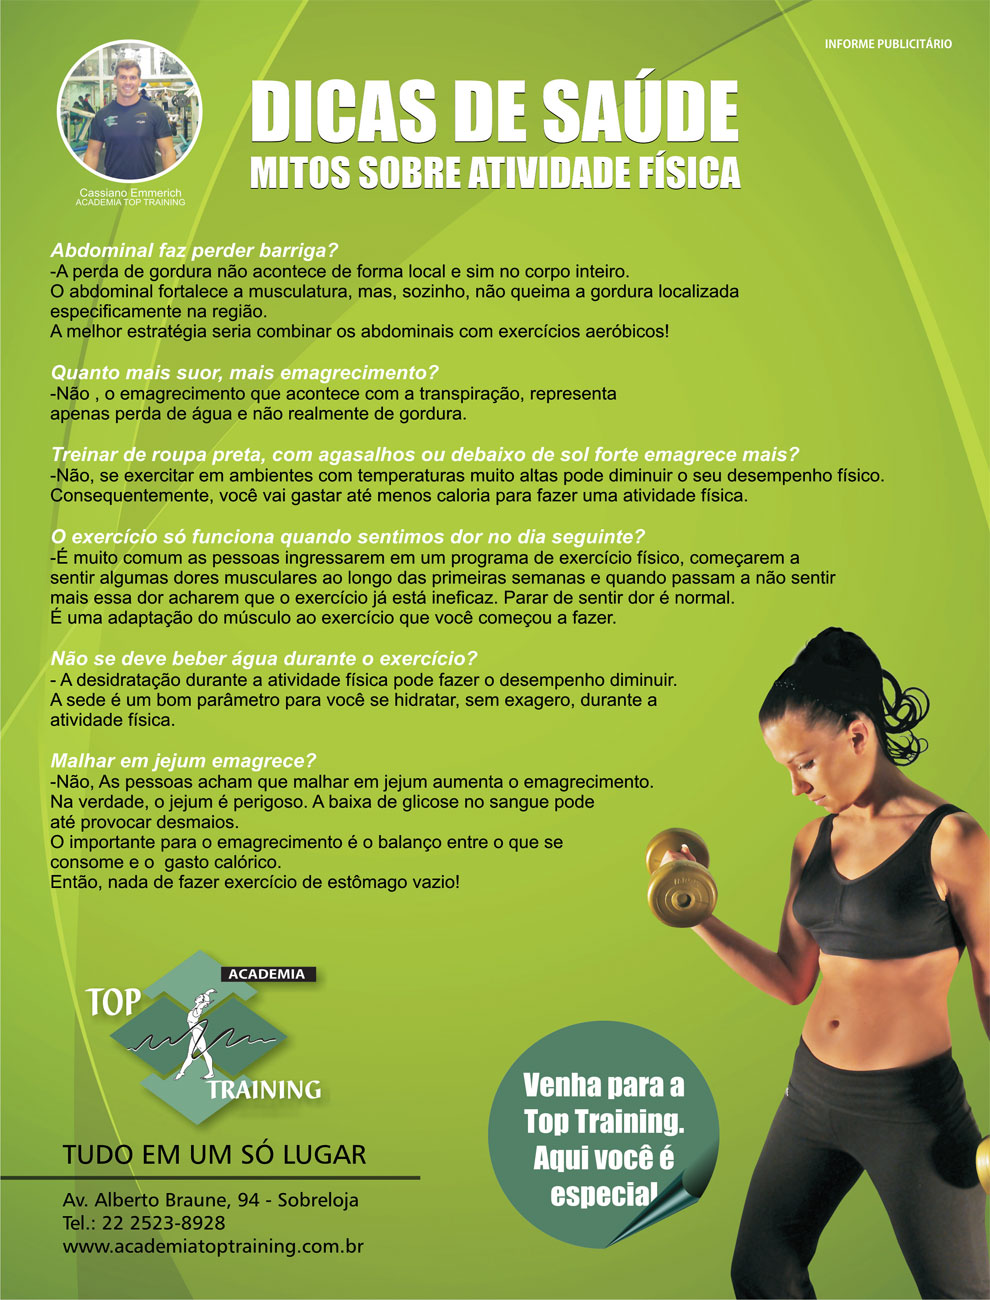 INFORME PUBLICITÁRIO
DICAS DE SAÚDE
MITOS SOBRE ATIVIDADE FÍSICA
Cassiano Emmerich
ACADEMIA TOP TRAINING
Abdominal faz perder barriga?
-A perda de gordura não acontece de forma local e sim no corpo inteiro.
O abdominal fortalece a musculatura, mas, sozinho, não queima a gordura localizada
especificamente na região.
A melhor estratégia seria combinar os abdominais com exercícios aeróbicos!
Quanto mais suor, mais emagrecimento?
-Não , o emagrecimento que acontece com a transpiração, representa
apenas perda de água e não realmente de gordura.
Treinar de roupa preta, com agasalhos ou debaixo de sol forte emagrece mais?
-Não, se exercitar em ambientes com temperaturas muito altas pode diminuir o seu desempenho físico.
Consequentemente, você vai gastar até menos caloria para fazer uma atividade física.
O exercício só funciona quando sentimos dor no dia seguinte?
-É muito comum as pessoas ingressarem em um programa de exercício físico, começarem a
sentir algumas dores musculares ao longo das primeiras semanas e quando passam a não sentir
mais essa dor acharem que o exercício já está ineficaz. Parar de sentir dor é normal.
É uma adaptação do músculo ao exercício que você começou a fazer.
Não se deve beber água durante o exercício?
- A desidratação durante a atividade física pode fazer o desempenho diminuir.
A sede é um bom parâmetro para você se hidratar, sem exagero, durante a
atividade física.
Malhar em jejum emagrece?
-Não, As pessoas acham que malhar em jejum aumenta o emagrecimento.
Na verdade, o jejum é perigoso. A baixa de glicose no sangue pode
até provocar desmaios.
O importante para o emagrecimento é o balanço entre o que se
consome e o  gasto calórico.
Então, nada de fazer exercício de estômago vazio!
ACADEMIA
TOP
TRAINING
TUDO EM UM SÓ LUGAR
Av. Alberto Braune, 94 - Sobreloja
Tel.: 22 2523-8928
www.academiatoptraining.com.br
Venha para a
Top Training.
Aqui você é
especial